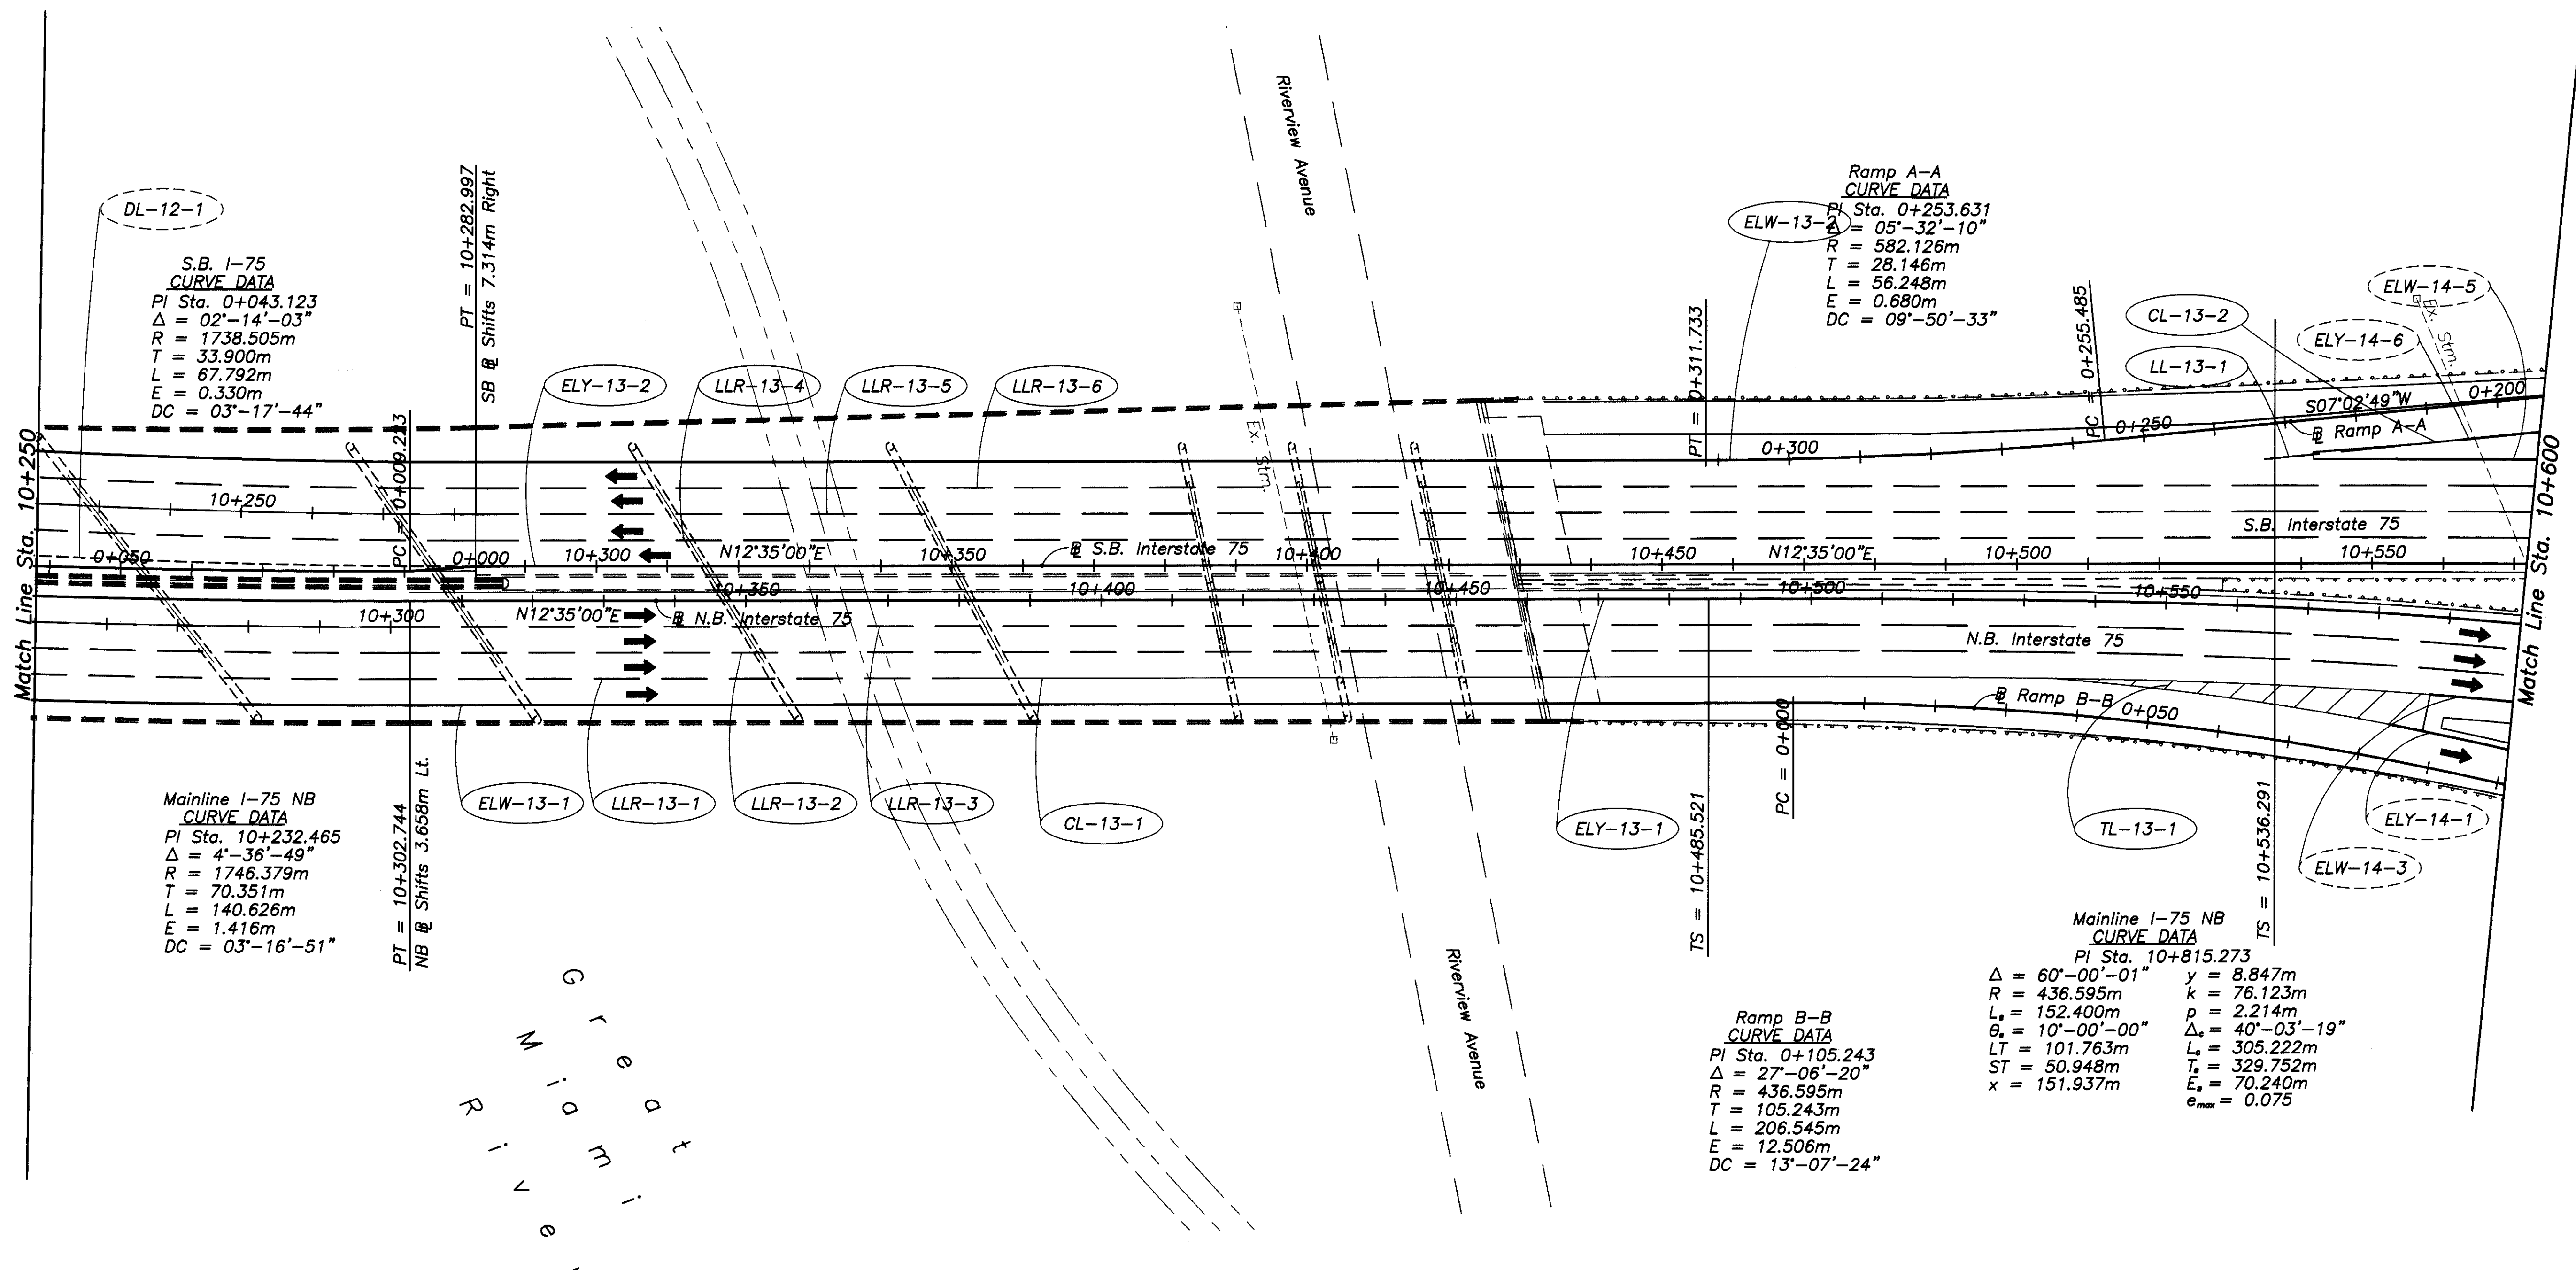 Match Line Sta. 10+250
DL-12-1
S.B. I-75
CURVE DATA
PI Sta. 0+043.123
Δ = 02°-14'-03"
R = 1738.505m
T = 33.900m
L = 67.792m
E = 0.330m
DC = 03°-17'-44"
PT = 10+282.997
SB ℄ Shifts 7.314m Right
PC = 0+009.223
ELY-13-2
LLR-13-4
LLR-13-5
LLR-13-6
Riverview Avenue
Ex. Stm.
ELW-13-2
Ramp A-A
CURVE DATA
PI Sta. 0+253.631
Δ = 05°-32'-10"
R = 582.126m
T = 28.146m
L = 56.248m
E = 0.680m
DC = 09°-50'-33"
PT = 0+311.733
PC = 0+255.485
CL-13-2
LL-13-1
ELW-14-5
ELY-14-6
Ex. Stm.
S07°02'49"W
0+200
0+250
℄ Ramp A-A
0+300
10+250
0+050
0+000
10+300
N12°35'00"E
10+350
℄ S.B. Interstate 75
10+400
10+450
N12°35'00"E
10+500
S.B. Interstate 75
10+550
Match Line Sta. 10+600
10+300
N12°35'00"E
℄ N.B. Interstate 75
10+350
10+400
10+450
10+500
10+550
N.B. Interstate 75
℄ Ramp B-B
0+050
ELW-13-1
LLR-13-1
LLR-13-2
LLR-13-3
CL-13-1
ELY-13-1
TL-13-1
ELY-14-1
ELW-14-3
PT = 10+302.744
NB ℄ Shifts 3.658m Lt.
TS = 10+485.521
PC = 0+000
TS = 10+536.291
Mainline I-75 NB
CURVE DATA
PI Sta. 10+232.465
Δ = 4°-36'-49"
R = 1746.379m
T = 70.351m
L = 140.626m
E = 1.416m
DC = 03°-16'-51"
Great
Miami
Rive
Riverview Avenue
Ramp B-B
CURVE DATA
PI Sta. 0+105.243
Δ = 27°-06'-20"
R = 436.595m
T = 105.243m
L = 206.545m
E = 12.506m
DC = 13°-07'-24"
Mainline I-75 NB
CURVE DATA
PI Sta. 10+815.273
Δ = 60°-00'-01" y = 8.847m
R = 436.595m k = 76.123m
Ls = 152.400m p = 2.214m
θs = 10°-00'-00" Δc = 40°-03'-19"
LT = 101.763m Lc = 305.222m
ST = 50.948m Ts = 329.752m
x = 151.937m Es = 70.240m
emax = 0.075